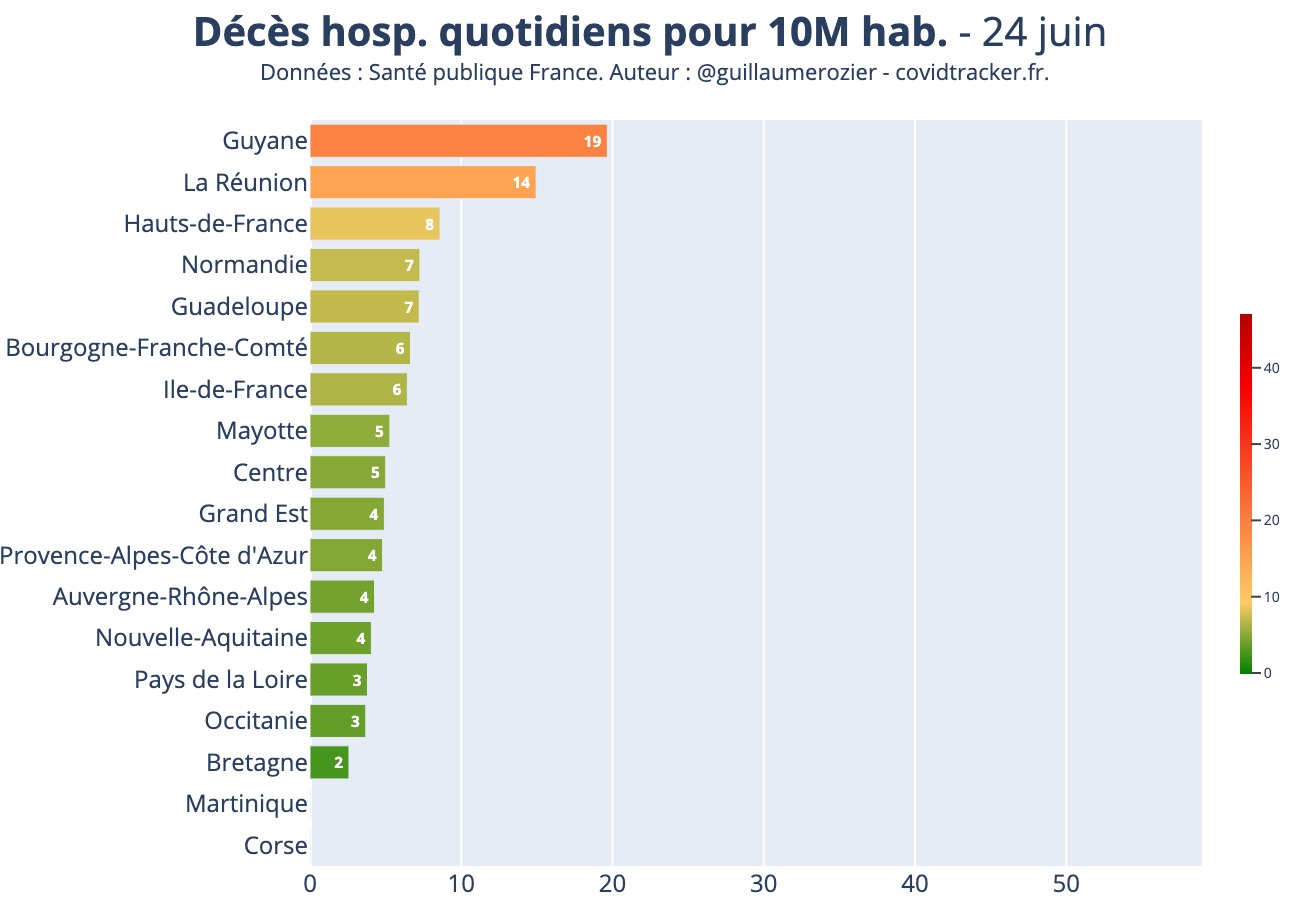 Décès hosp. quotidiens pour 10M hab. - 24 juin
Données : Santé publique France. Auteur : @guillaumerozier - covidtracker.fr.
Guyane 19
La Réunion 14
Hauts-de-France 8
Normandie 7
Guadeloupe 7
Bourgogne-Franche-Comté 6
Ile-de-France 6
Mayotte 5
Centre 5
Grand Est 4
Provence-Alpes-Côte d'Azur 4
Auvergne-Rhône-Alpes 4
Nouvelle-Aquitaine 4
Pays de la Loire 3
Occitanie 3
Bretagne 2
Martinique
Corse
0 10 20 30 40 50
40
30
20
10
0